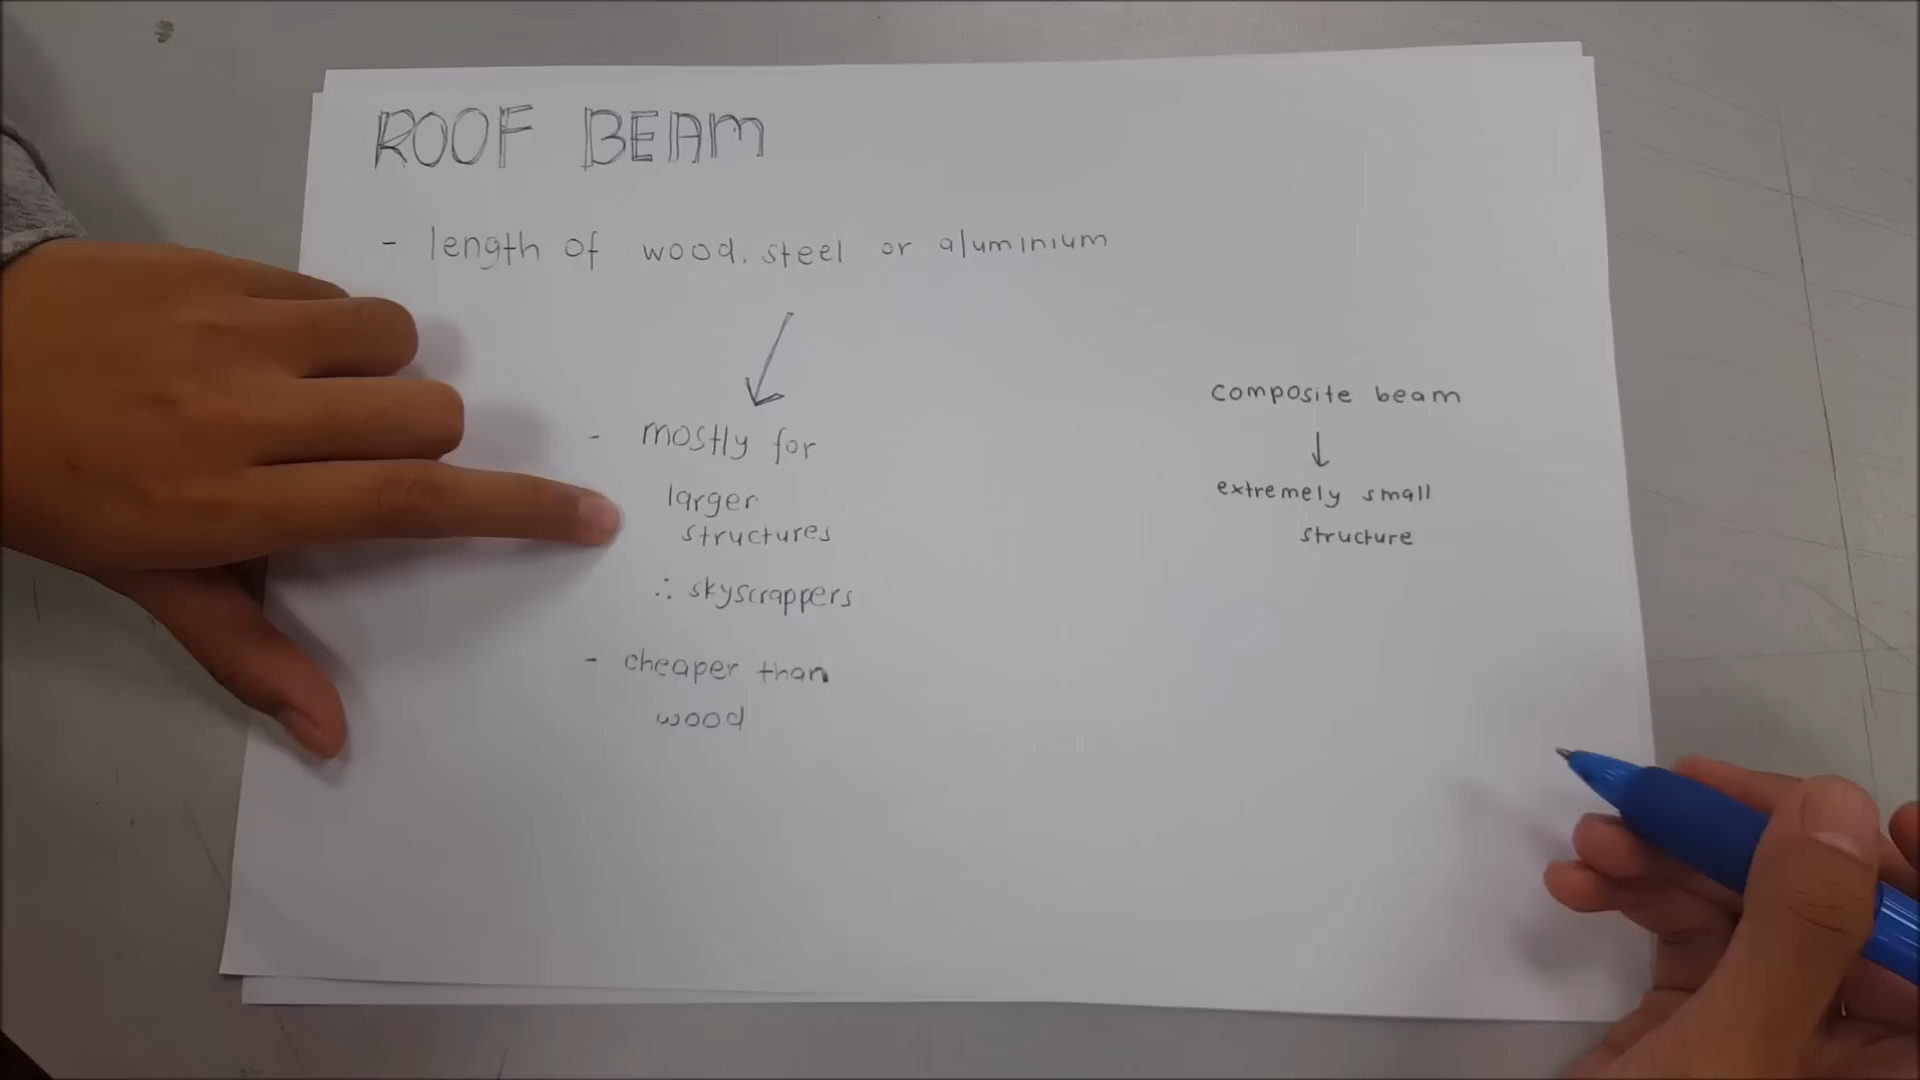 ROOF BEAM
- length of wood, steel or aluminium
- mostly for
larger
structures
∴ skyscrappers
- cheaper than
wood
composite beam
↓
extremely small
structure